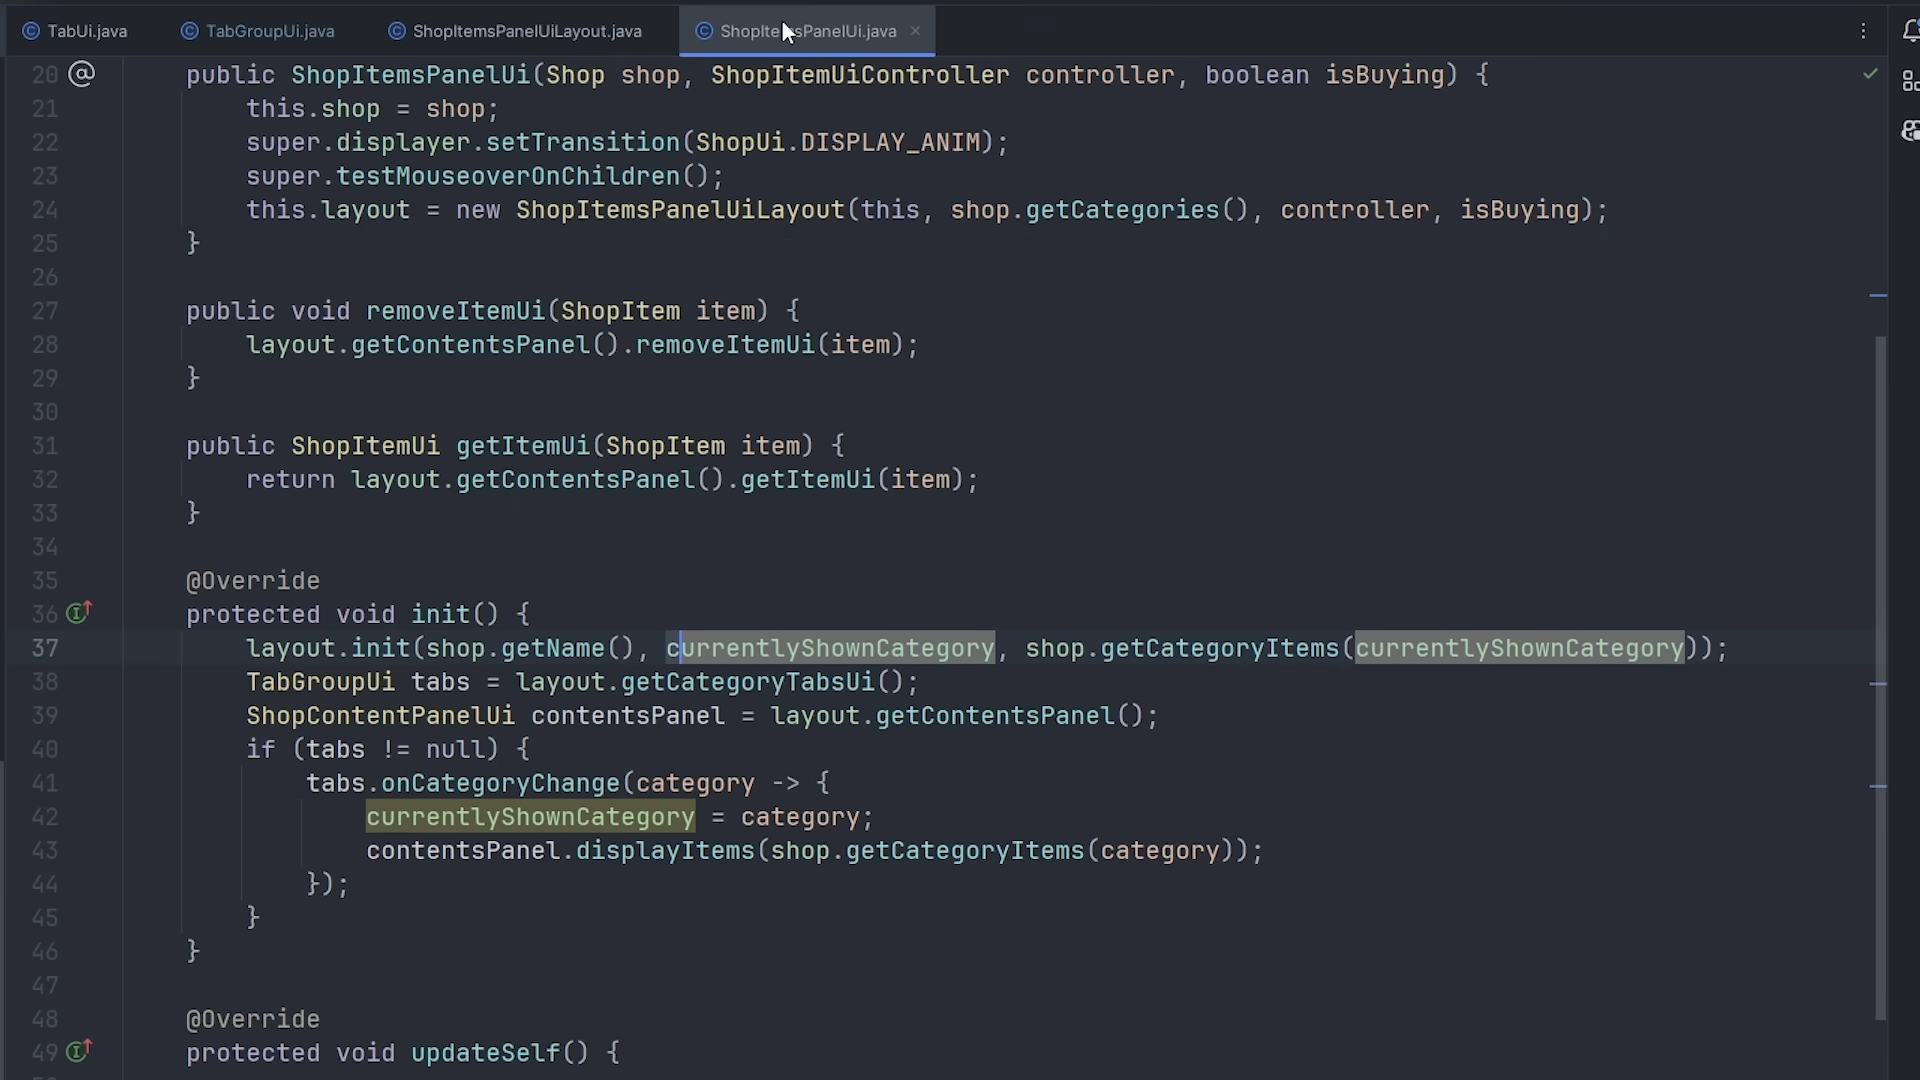 TabUi.java TabGroupUi.java ShopItemsPanelUiLayout.java ShopItemsPanelUi.java
20 public ShopItemsPanelUi(Shop shop, ShopItemUiController controller, boolean isBuying) {
21 this.shop = shop;
22 super.displayer.setTransition(ShopUi.DISPLAY_ANIM);
23 super.testMouseoverOnChildren();
24 this.layout = new ShopItemsPanelUiLayout(this, shop.getCategories(), controller, isBuying);
25 }
26
27 public void removeItemUi(ShopItem item) {
28 layout.getContentsPanel().removeItemUi(item);
29 }
30
31 public ShopItemUi getItemUi(ShopItem item) {
32 return layout.getContentsPanel().getItemUi(item);
33 }
34
35 @Override
36 protected void init() {
37 layout.init(shop.getName(), currentlyShownCategory, shop.getCategoryItems(currentlyShownCategory));
38 TabGroupUi tabs = layout.getCategoryTabsUi();
39 ShopContentPanelUi contentsPanel = layout.getContentsPanel();
40 if (tabs != null) {
41 tabs.onCategoryChange(category -> {
42 currentlyShownCategory = category;
43 contentsPanel.displayItems(shop.getCategoryItems(category));
44 });
45 }
46 }
47
48 @Override
49 protected void updateSelf() {